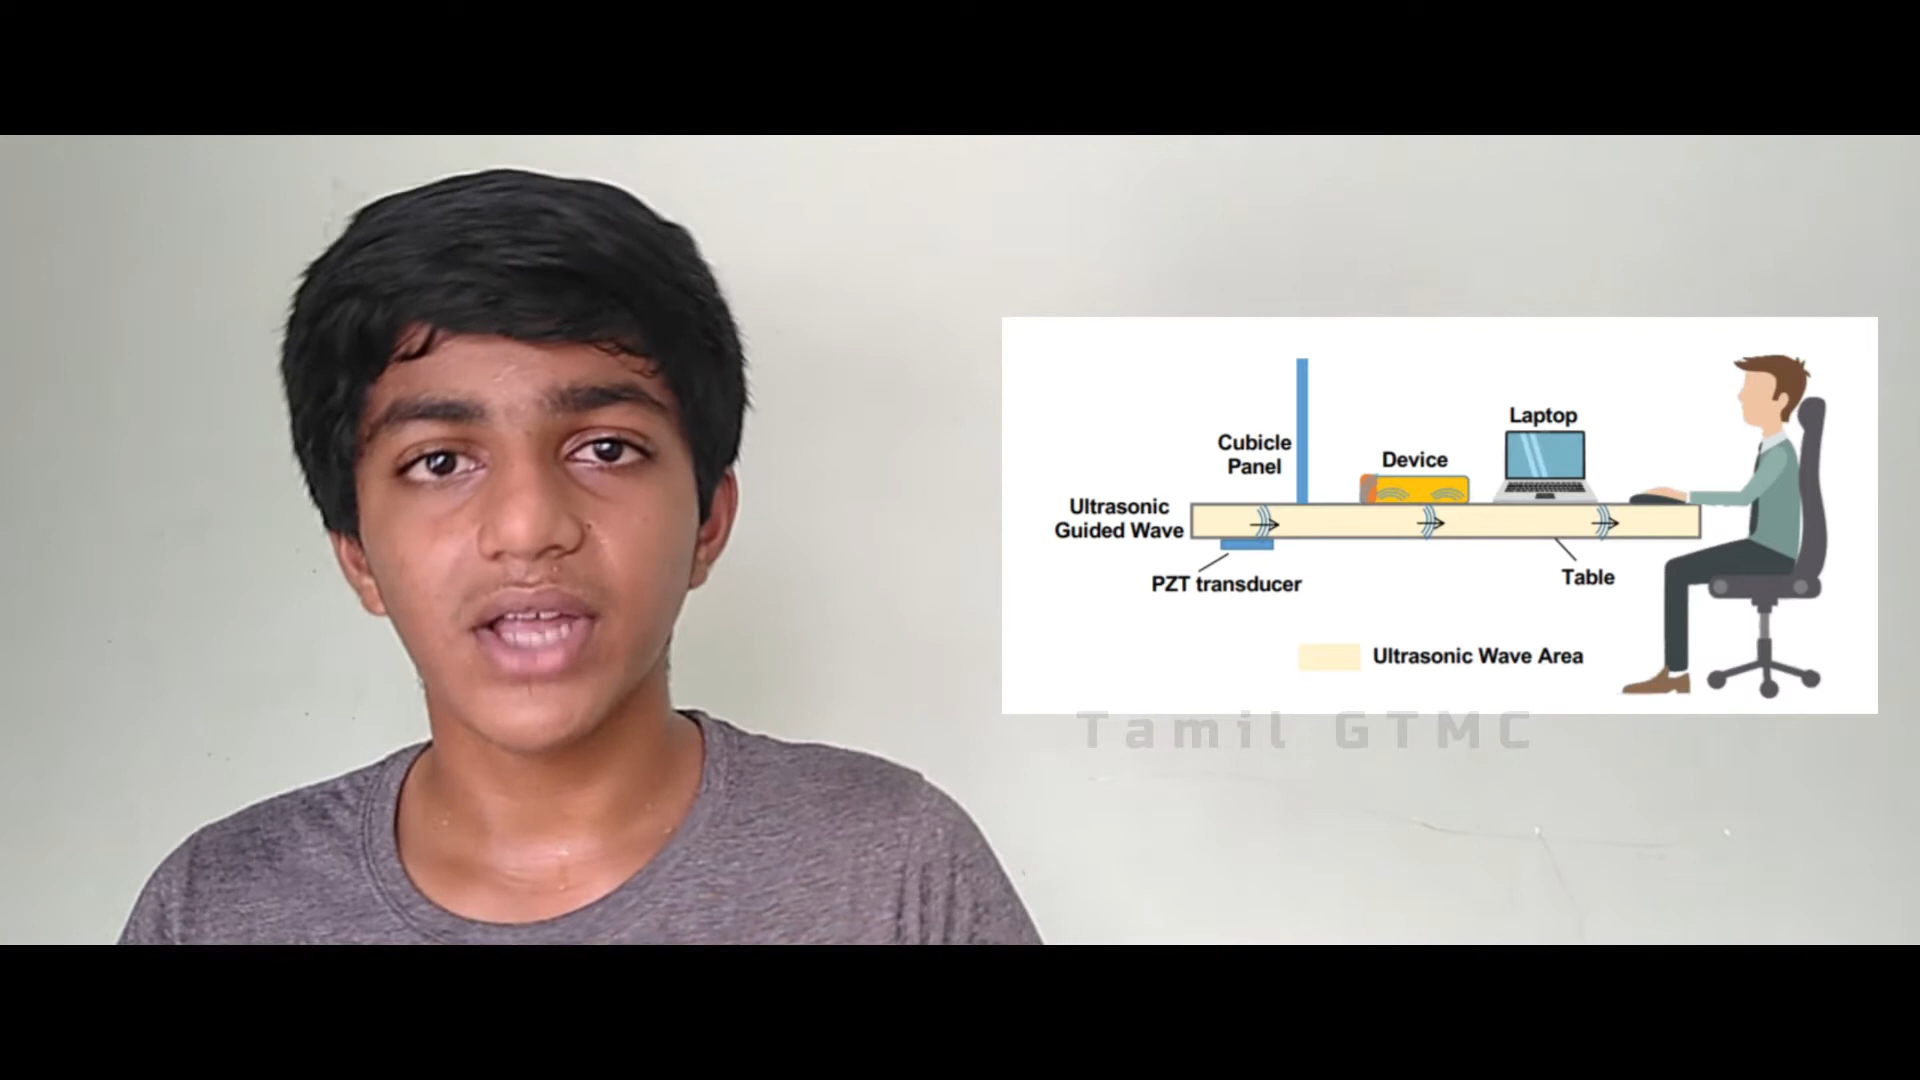 Laptop
Cubicle
Panel
Device
Ultrasonic
Guided Wave
PZT transducer
Table
Ultrasonic Wave Area
Tamil GTMC